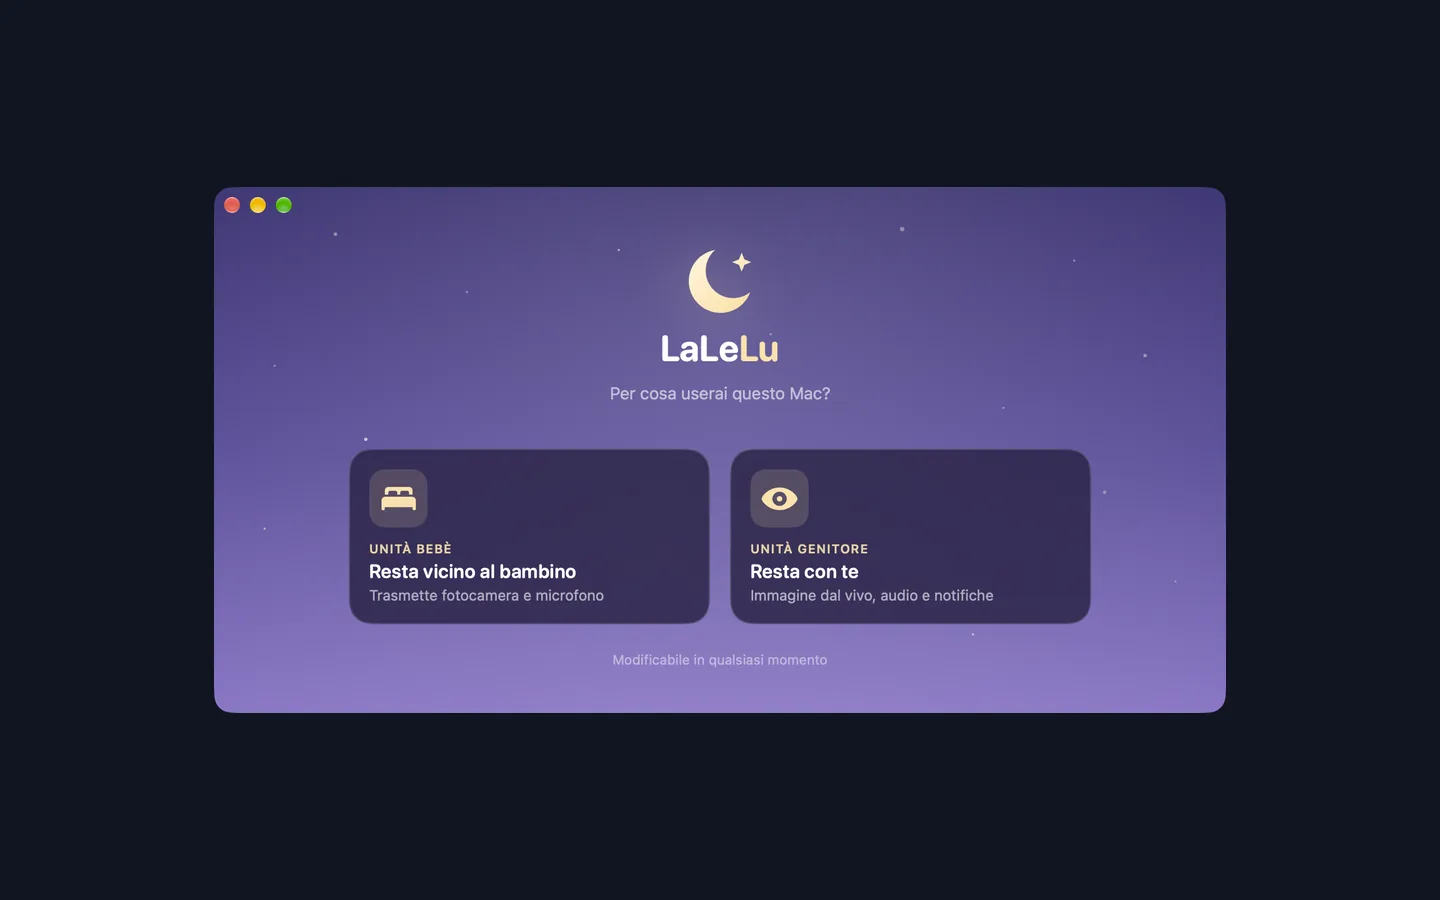 LaLeLu
Per cosa userai questo Mac?
UNITÀ BEBÈ
Resta vicino al bambino
Trasmette fotocamera e microfono
UNITÀ GENITORE
Resta con te
Immagine dal vivo, audio e notifiche
Modificabile in qualsiasi momento